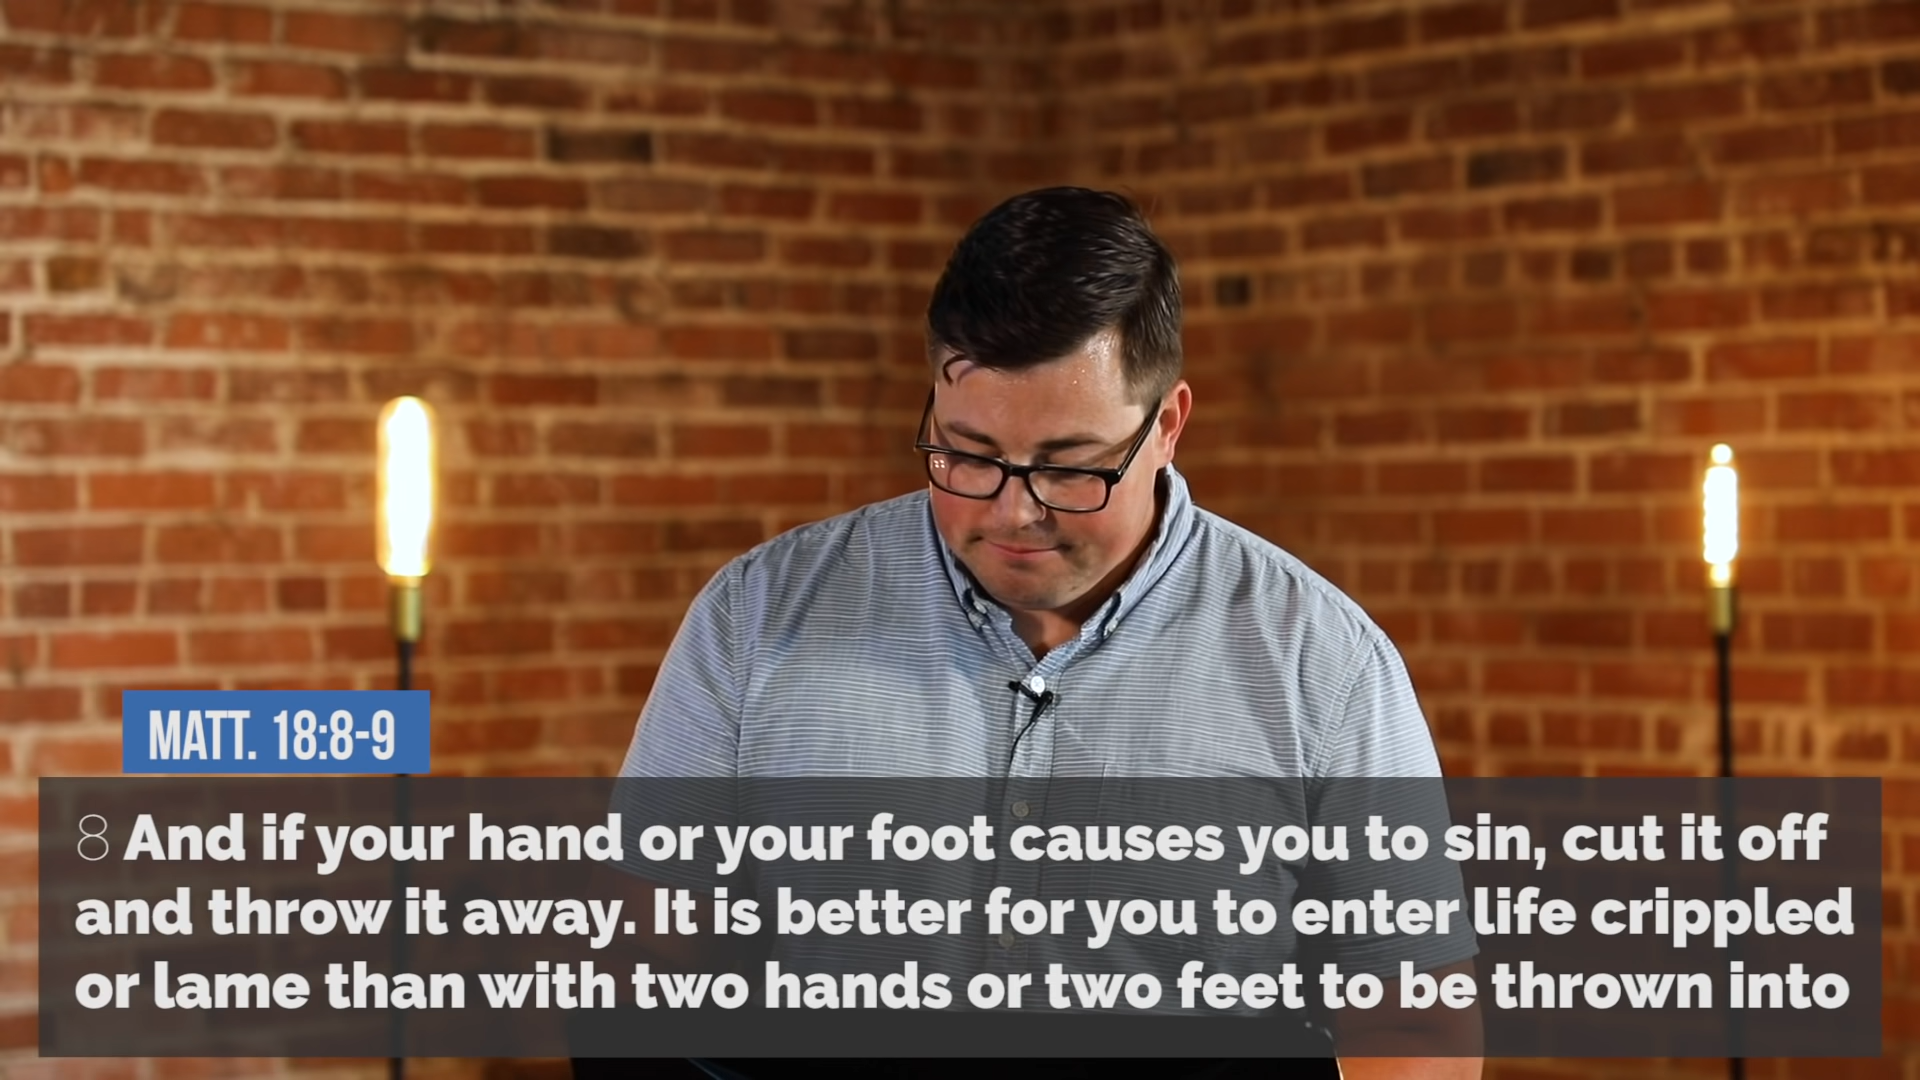 MATT. 18:8-9
8 And if your hand or your foot causes you to sin, cut it off
and throw it away. It is better for you to enter life crippled
or lame than with two hands or two feet to be thrown into